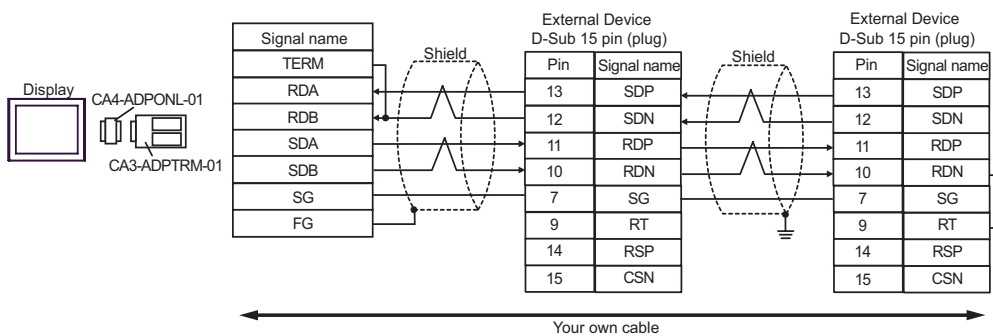 Display
CA4-ADPONL-01
CA3-ADPTRM-01
Signal name
TERM
RDA
RDB
SDA
SDB
SG
FG
Shield
External Device
D-Sub 15 pin (plug)
Pin Signal name
13 SDP
12 SDN
11 RDP
10 RDN
7 SG
9 RT
14 RSP
15 CSN
Shield
External Device
D-Sub 15 pin (plug)
Pin Signal name
13 SDP
12 SDN
11 RDP
10 RDN
7 SG
9 RT
14 RSP
15 CSN
Your own cable